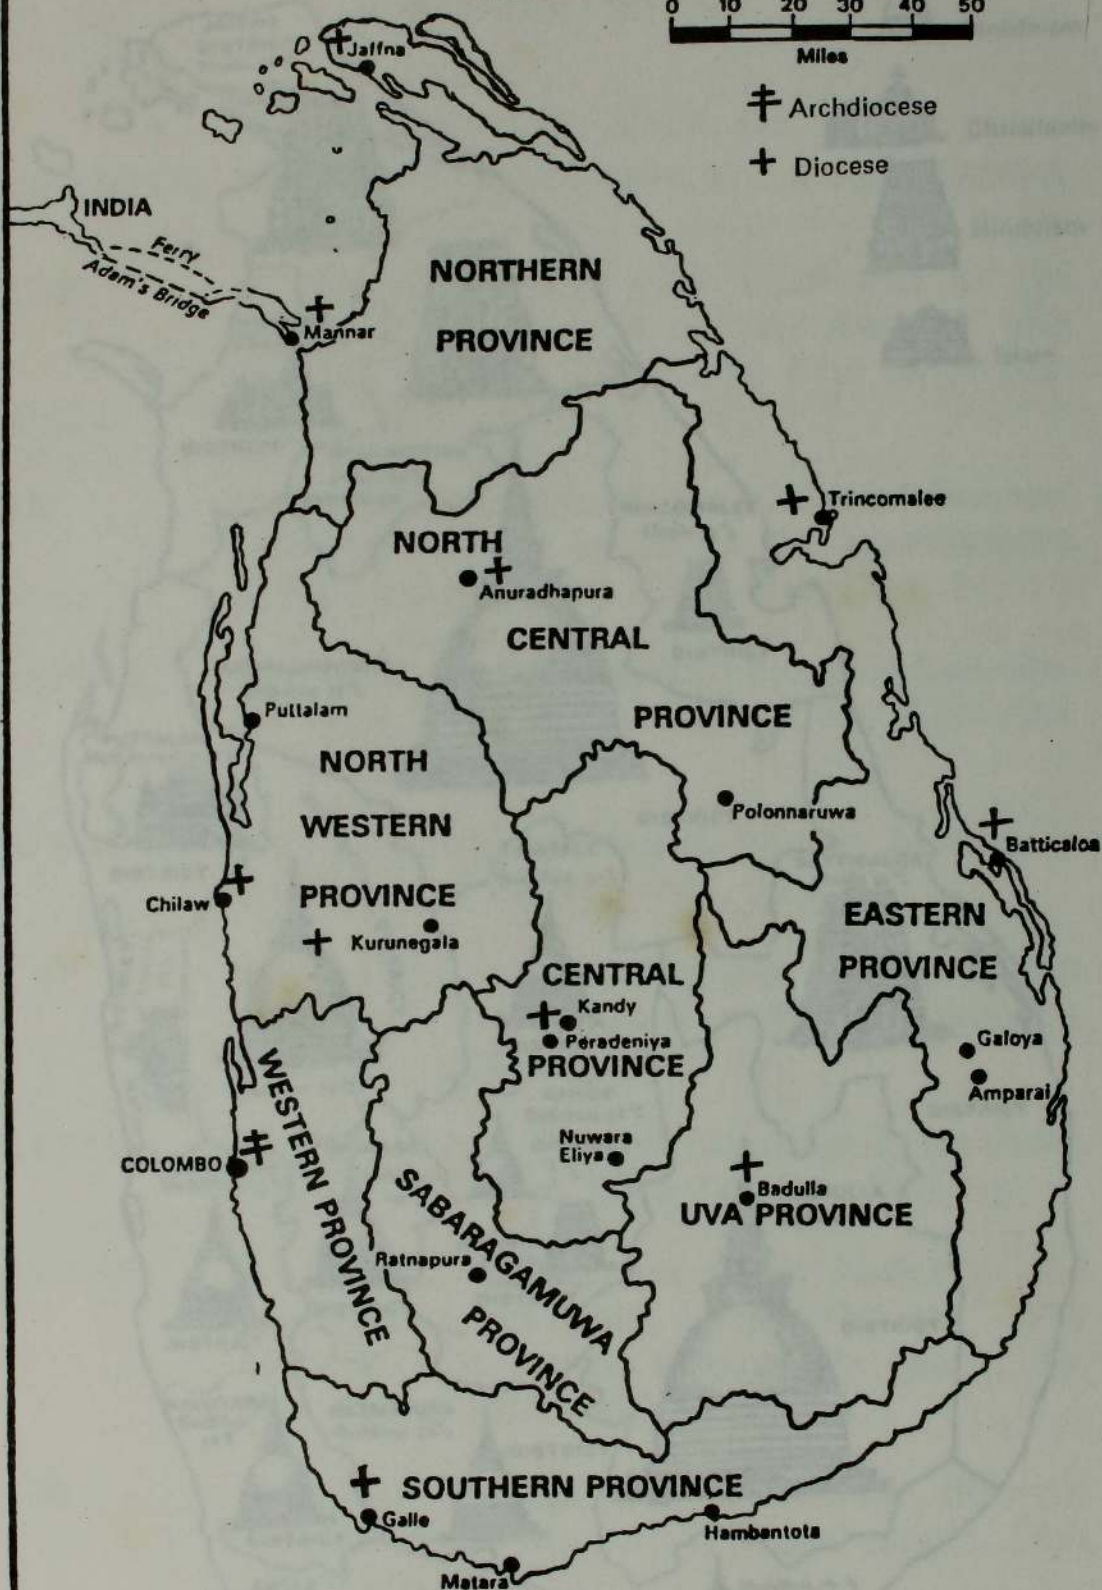 0 10 20 30 40 50
Miles
Archdiocese
Diocese
Jaffna
INDIA
Ferry
Adam's Bridge
Mannar
NORTHERN
PROVINCE
Trincomalee
NORTH
Anuradhapura
CENTRAL
PROVINCE
Puttalam
NORTH
WESTERN
PROVINCE
Polonnaruwa
Batticaloa
Chilaw
Kurunegala
EASTERN
PROVINCE
CENTRAL
Kandy
Peradeniya
PROVINCE
Galoya
Amparai
WESTERN PROVINCE
COLOMBO
Nuwara
Eliya
Badulla
UVA PROVINCE
SABARAGAMUWA
Ratnapura
PROVINCE
SOUTHERN PROVINCE
Galle
Hambantota
Matara